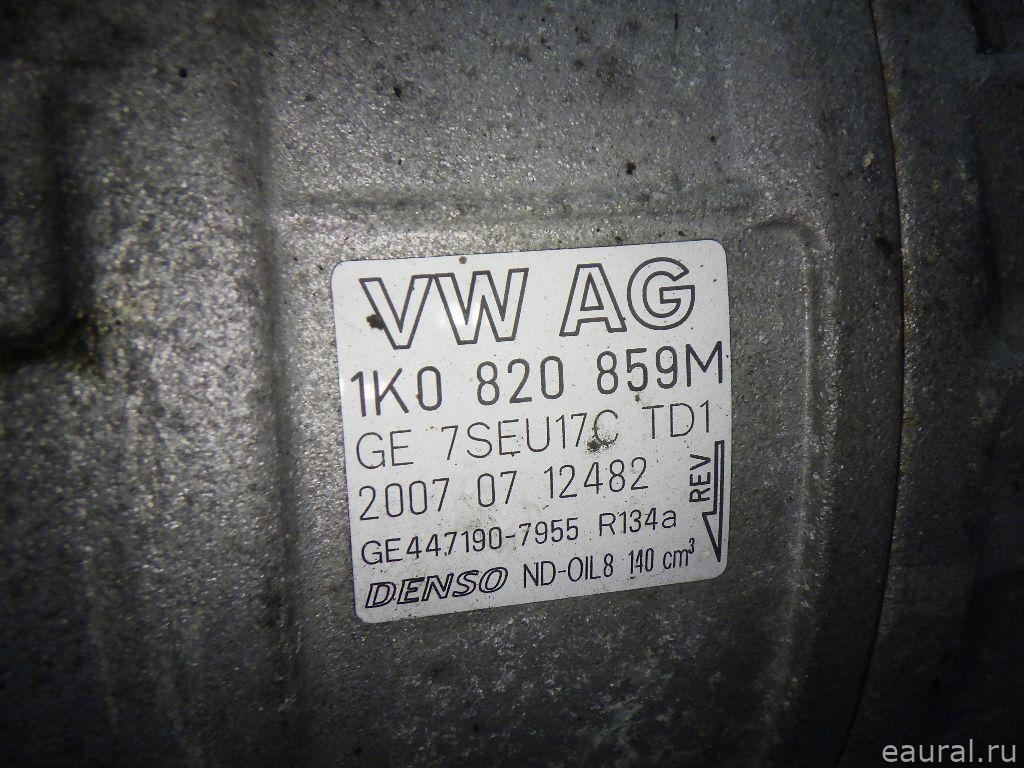 VW AG
1K0 820 859M
GE 7SEU17C TD1
2007 07 12482
REV
GE447190-7955 R134a
DENSO ND-OIL8 140 cm³
eaural.ru